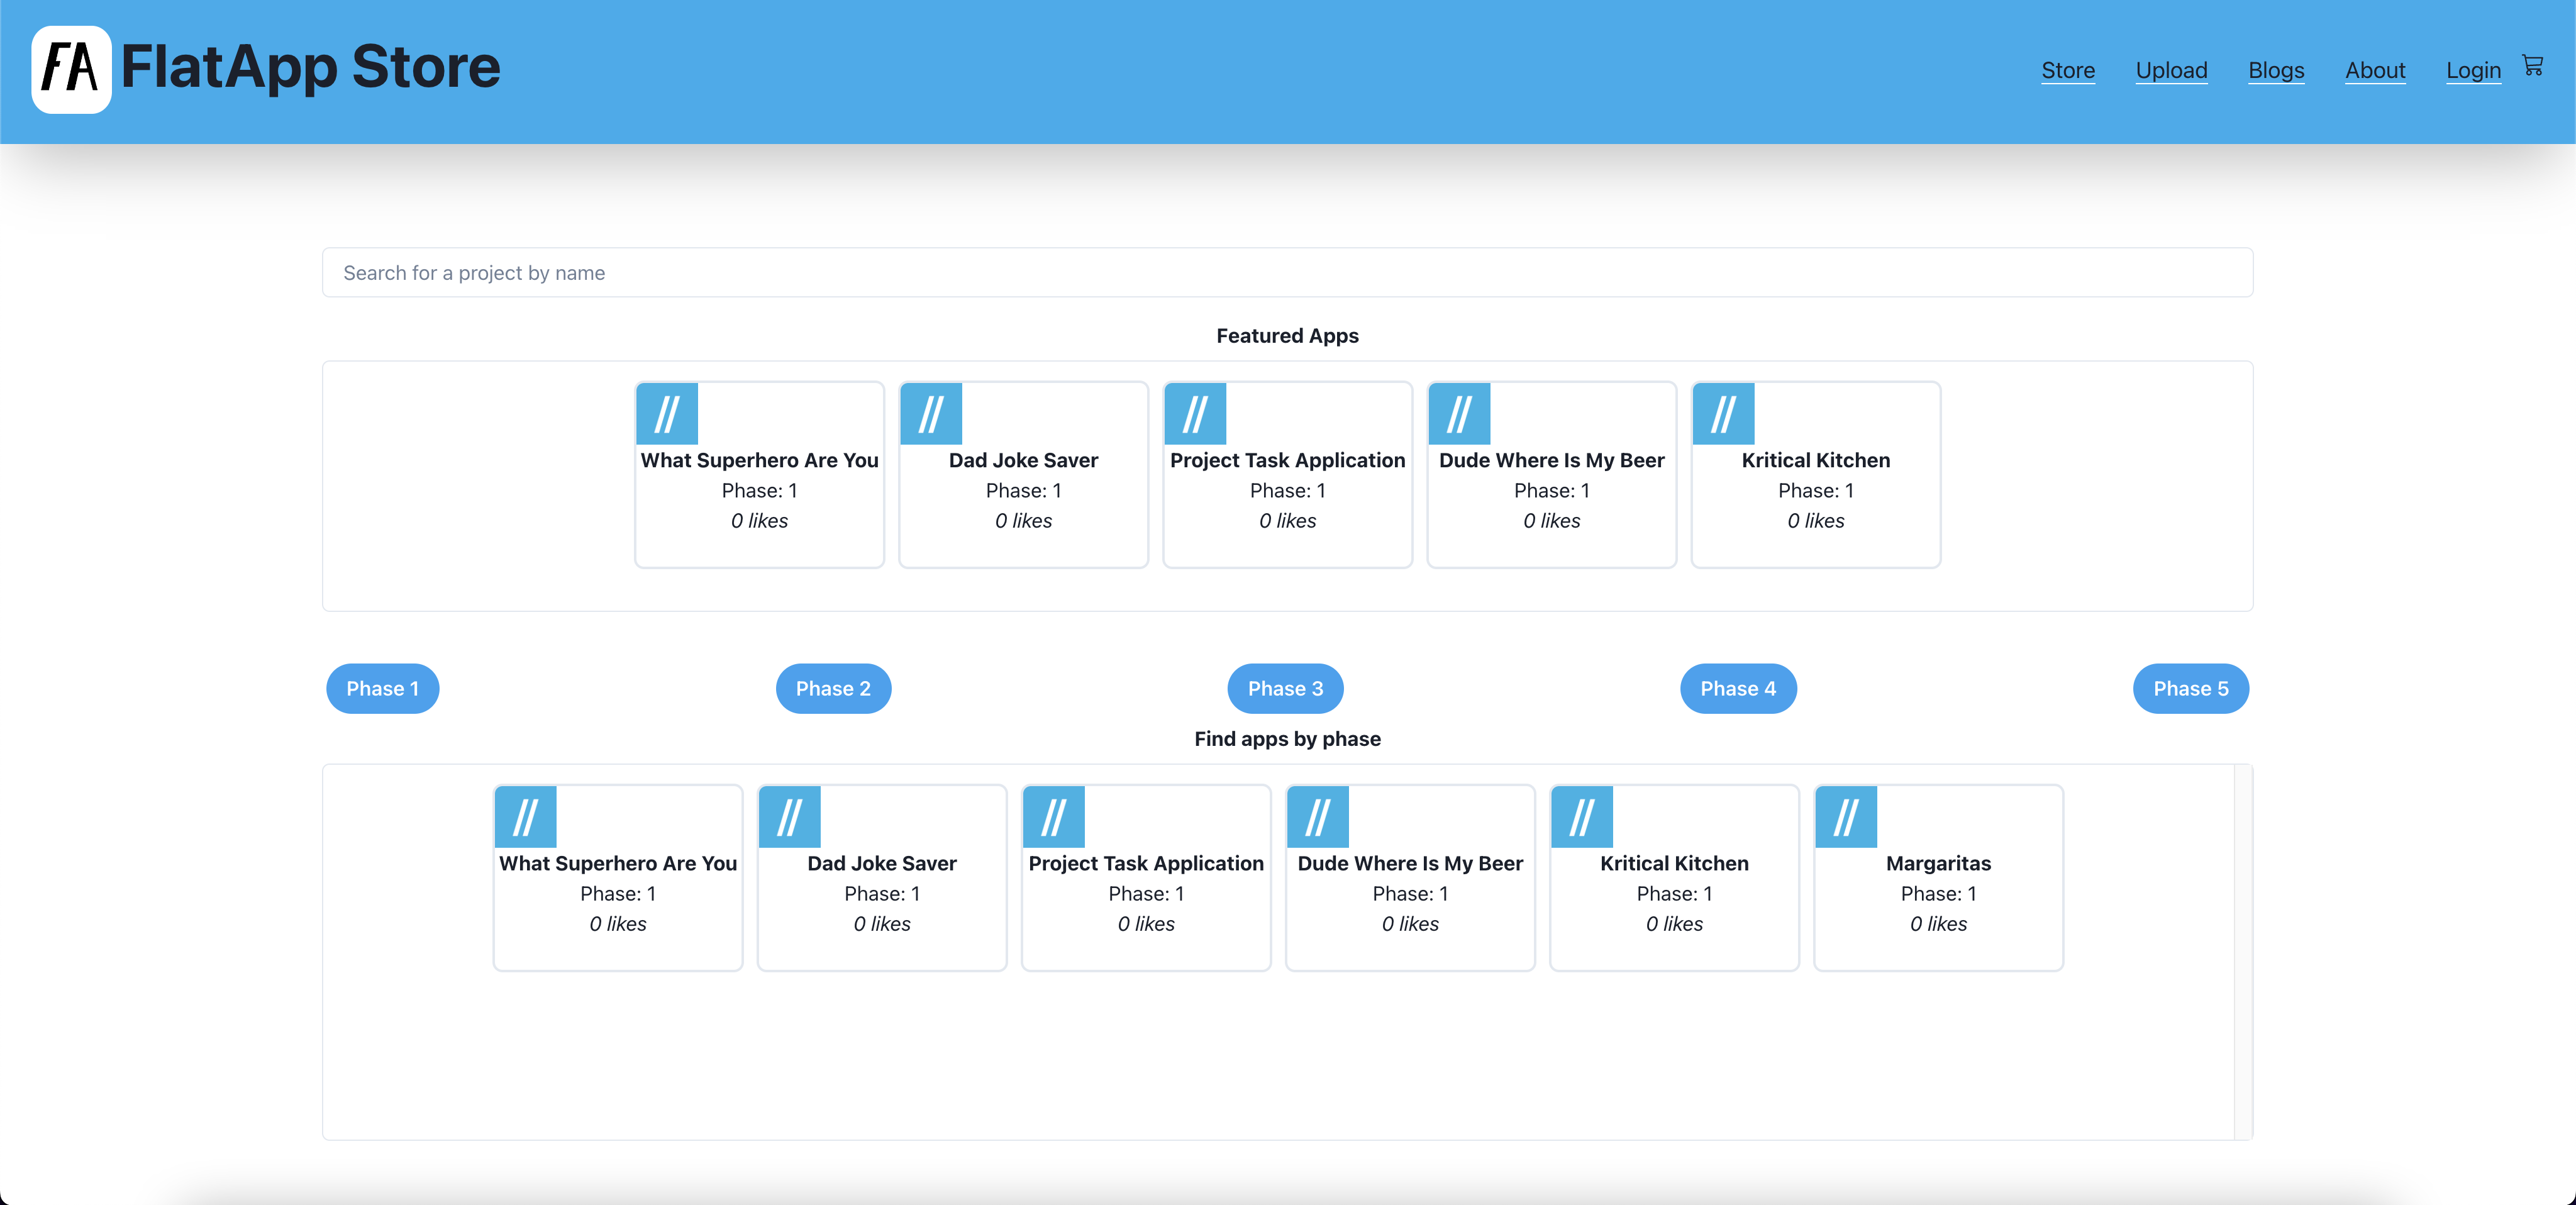 FA FlatApp Store
Store Upload Blogs About Login
Search for a project by name
Featured Apps
// // // // //
What Superhero Are You Dad Joke Saver Project Task Application Dude Where Is My Beer Kritical Kitchen
Phase: 1 Phase: 1 Phase: 1 Phase: 1 Phase: 1
0 likes 0 likes 0 likes 0 likes 0 likes
Phase 1 Phase 2 Phase 3 Phase 4 Phase 5
Find apps by phase
// // // // // //
What Superhero Are You Dad Joke Saver Project Task Application Dude Where Is My Beer Kritical Kitchen Margaritas
Phase: 1 Phase: 1 Phase: 1 Phase: 1 Phase: 1 Phase: 1
0 likes 0 likes 0 likes 0 likes 0 likes 0 likes